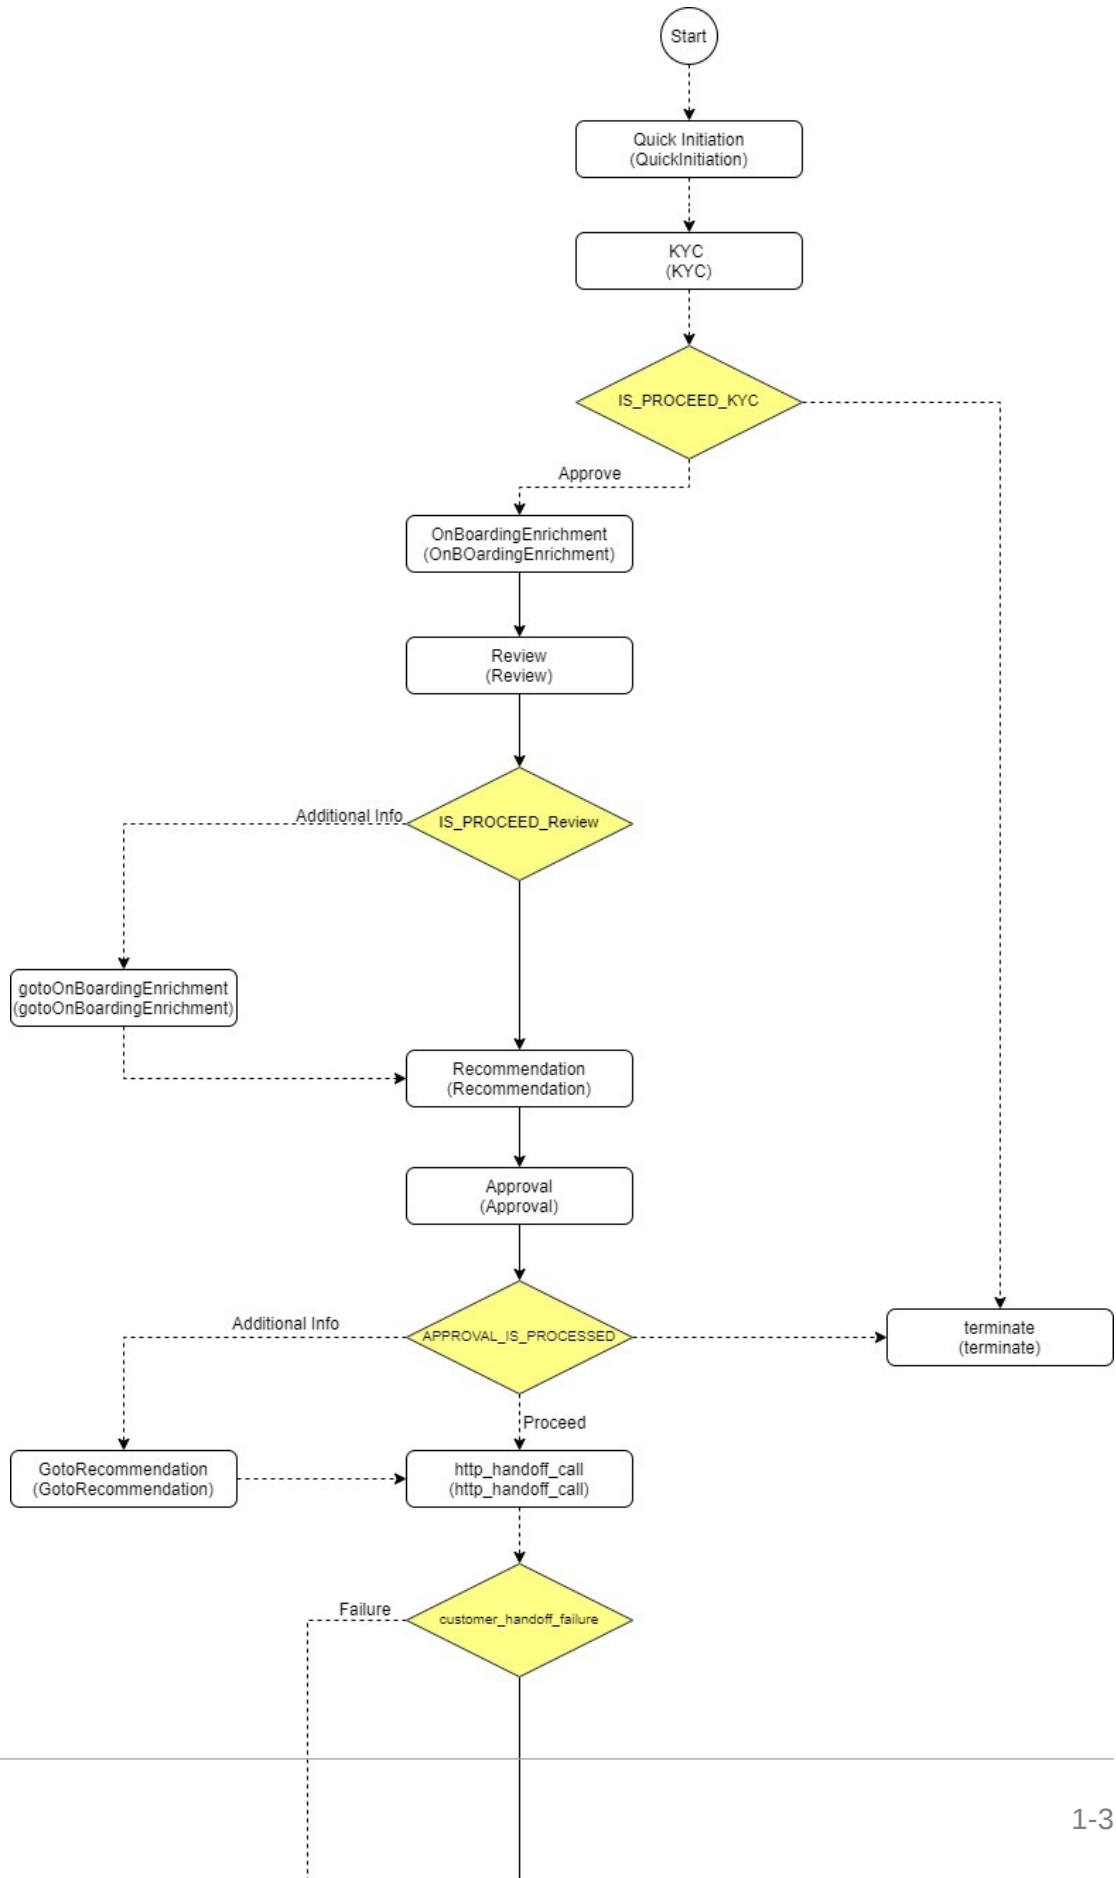 Start
Quick Initiation
(QuickInitiation)
KYC
(KYC)
IS_PROCEED_KYC
Approve
OnBoardingEnrichment
(OnBOardingEnrichment)
Review
(Review)
Additional Info
IS_PROCEED_Review
gotoOnBoardingEnrichment
(gotoOnBoardingEnrichment)
Recommendation
(Recommendation)
Approval
(Approval)
Additional Info
APPROVAL_IS_PROCESSED
terminate
(terminate)
Proceed
GotoRecommendation
(GotoRecommendation)
http_handoff_call
(http_handoff_call)
Failure
customer_handoff_failure
1-3